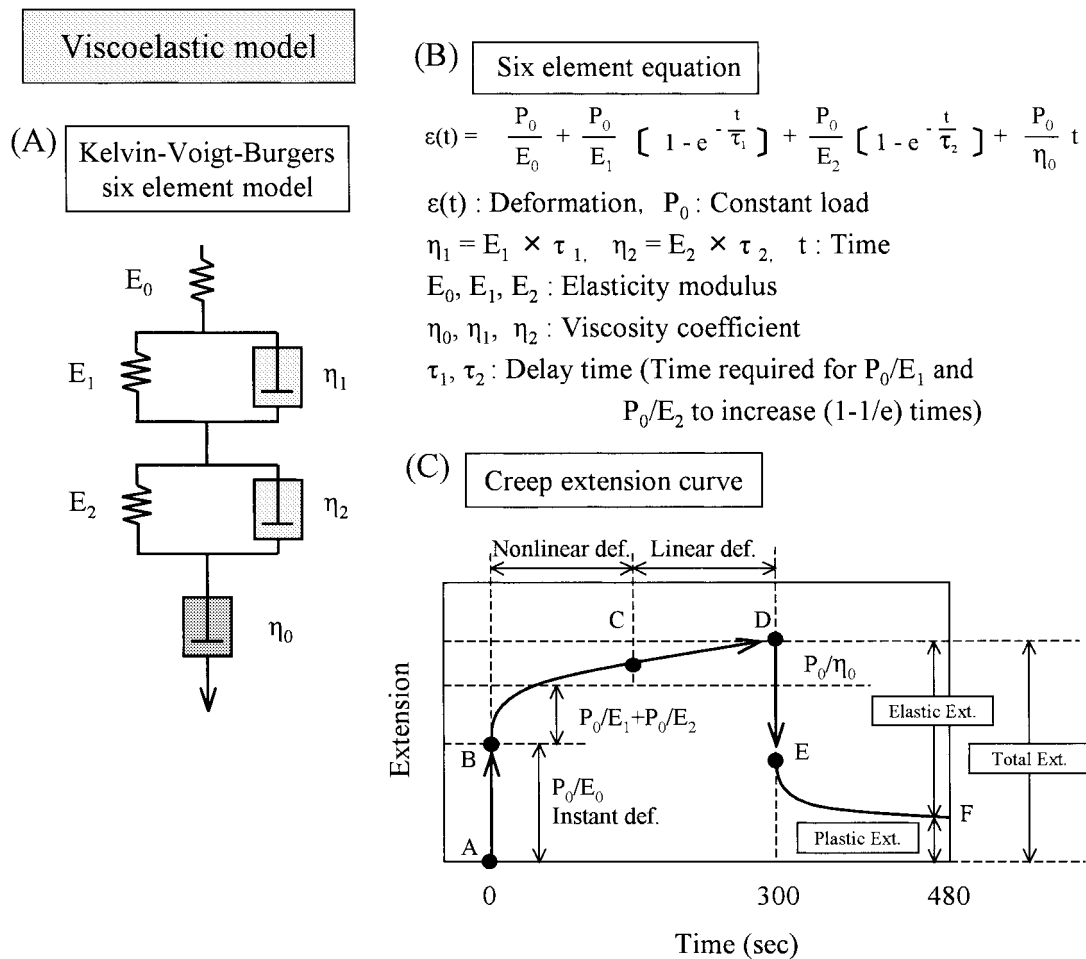 Viscoelastic model
(A)
Kelvin-Voigt-Burgers
six element model
E₀
E₁
η₁
E₂
η₂
η₀
(B)
Six element equation
ε(t) = P₀/E₀ + P₀/E₁ [ 1 - e^(-t/τ₁) ] + P₀/E₂ [ 1 - e^(-t/τ₂) ] + P₀/η₀ t
ε(t) : Deformation, P₀ : Constant load
η₁ = E₁ × τ₁, η₂ = E₂ × τ₂, t : Time
E₀, E₁, E₂ : Elasticity modulus
η₀, η₁, η₂ : Viscosity coefficient
τ₁, τ₂ : Delay time (Time required for P₀/E₁ and
P₀/E₂ to increase (1-1/e) times)
(C)
Creep extension curve
Nonlinear def.
Linear def.
C
D
P₀/η₀
Elastic Ext.
P₀/E₁+P₀/E₂
B
E
Total Ext.
P₀/E₀
Instant def.
F
Plastic Ext.
A
Extension
0
300
480
Time (sec)